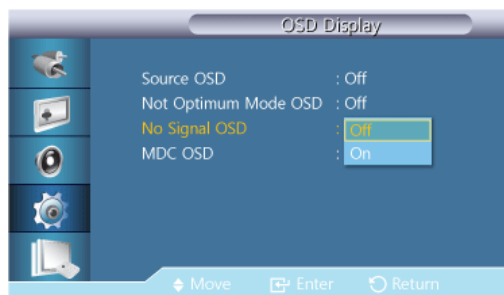 OSD Display
Source OSD : Off
Not Optimum Mode OSD : Off
No Signal OSD : Off
MDC OSD : On
Move Enter Return